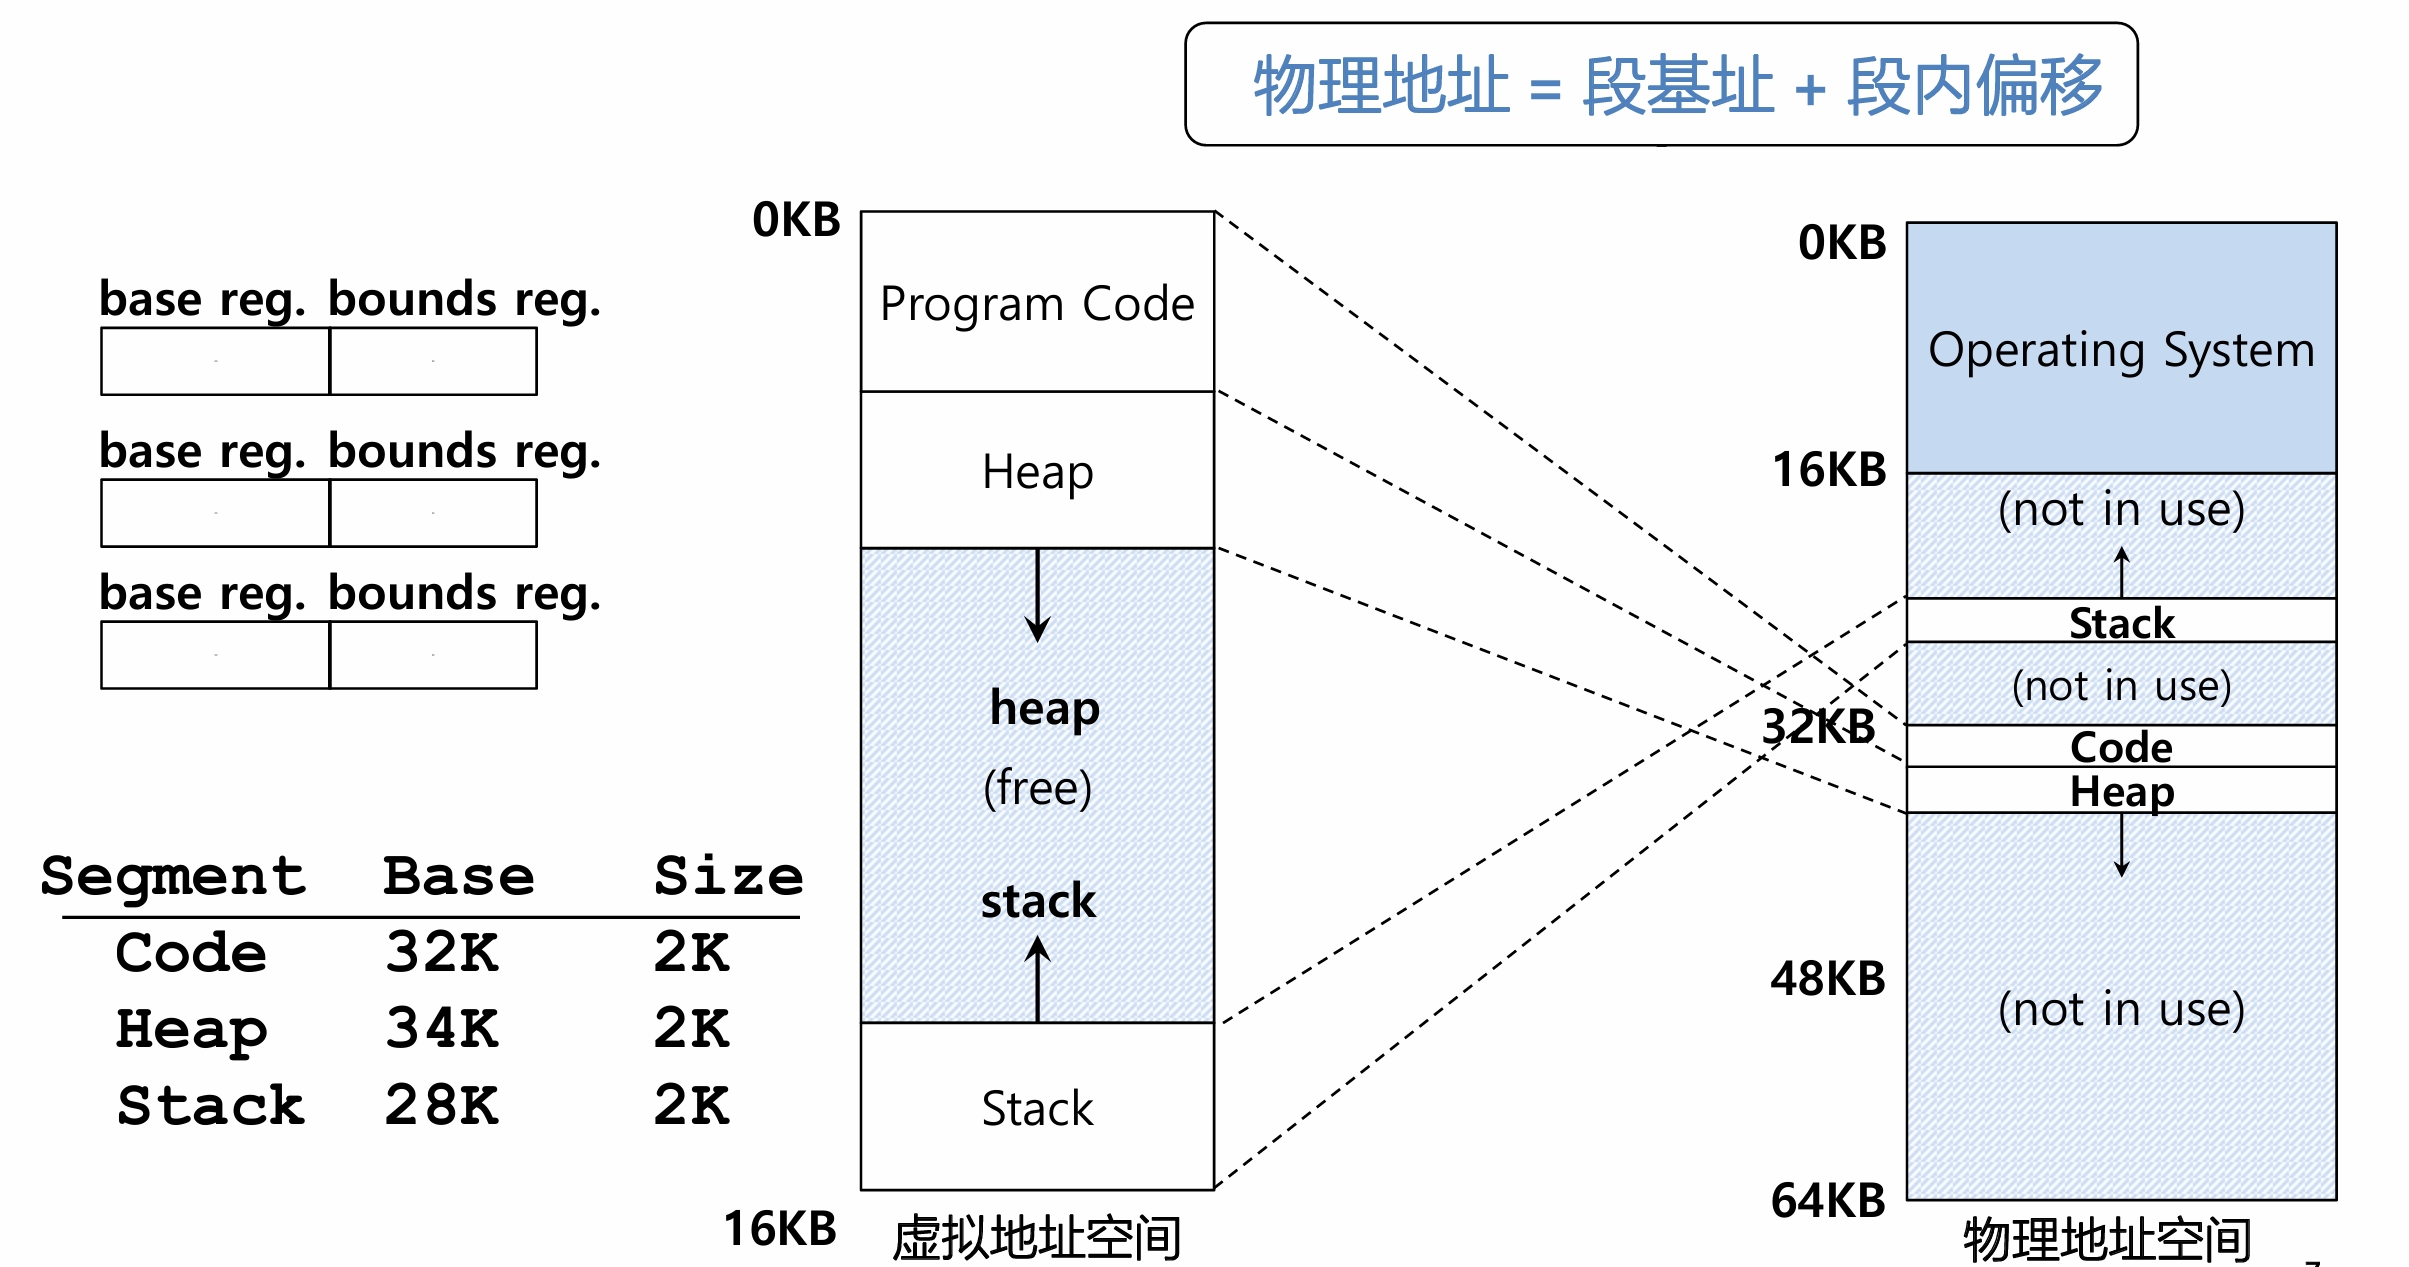 物理地址 = 段基址 + 段内偏移
base reg. bounds reg.
base reg. bounds reg.
base reg. bounds reg.
Segment Base Size
Code 32K 2K
Heap 34K 2K
Stack 28K 2K
0KB
Program Code
Heap
heap
(free)
stack
Stack
16KB
虚拟地址空间
0KB
Operating System
16KB
(not in use)
Stack
(not in use)
32KB
Code
Heap
48KB
(not in use)
64KB
物理地址空间